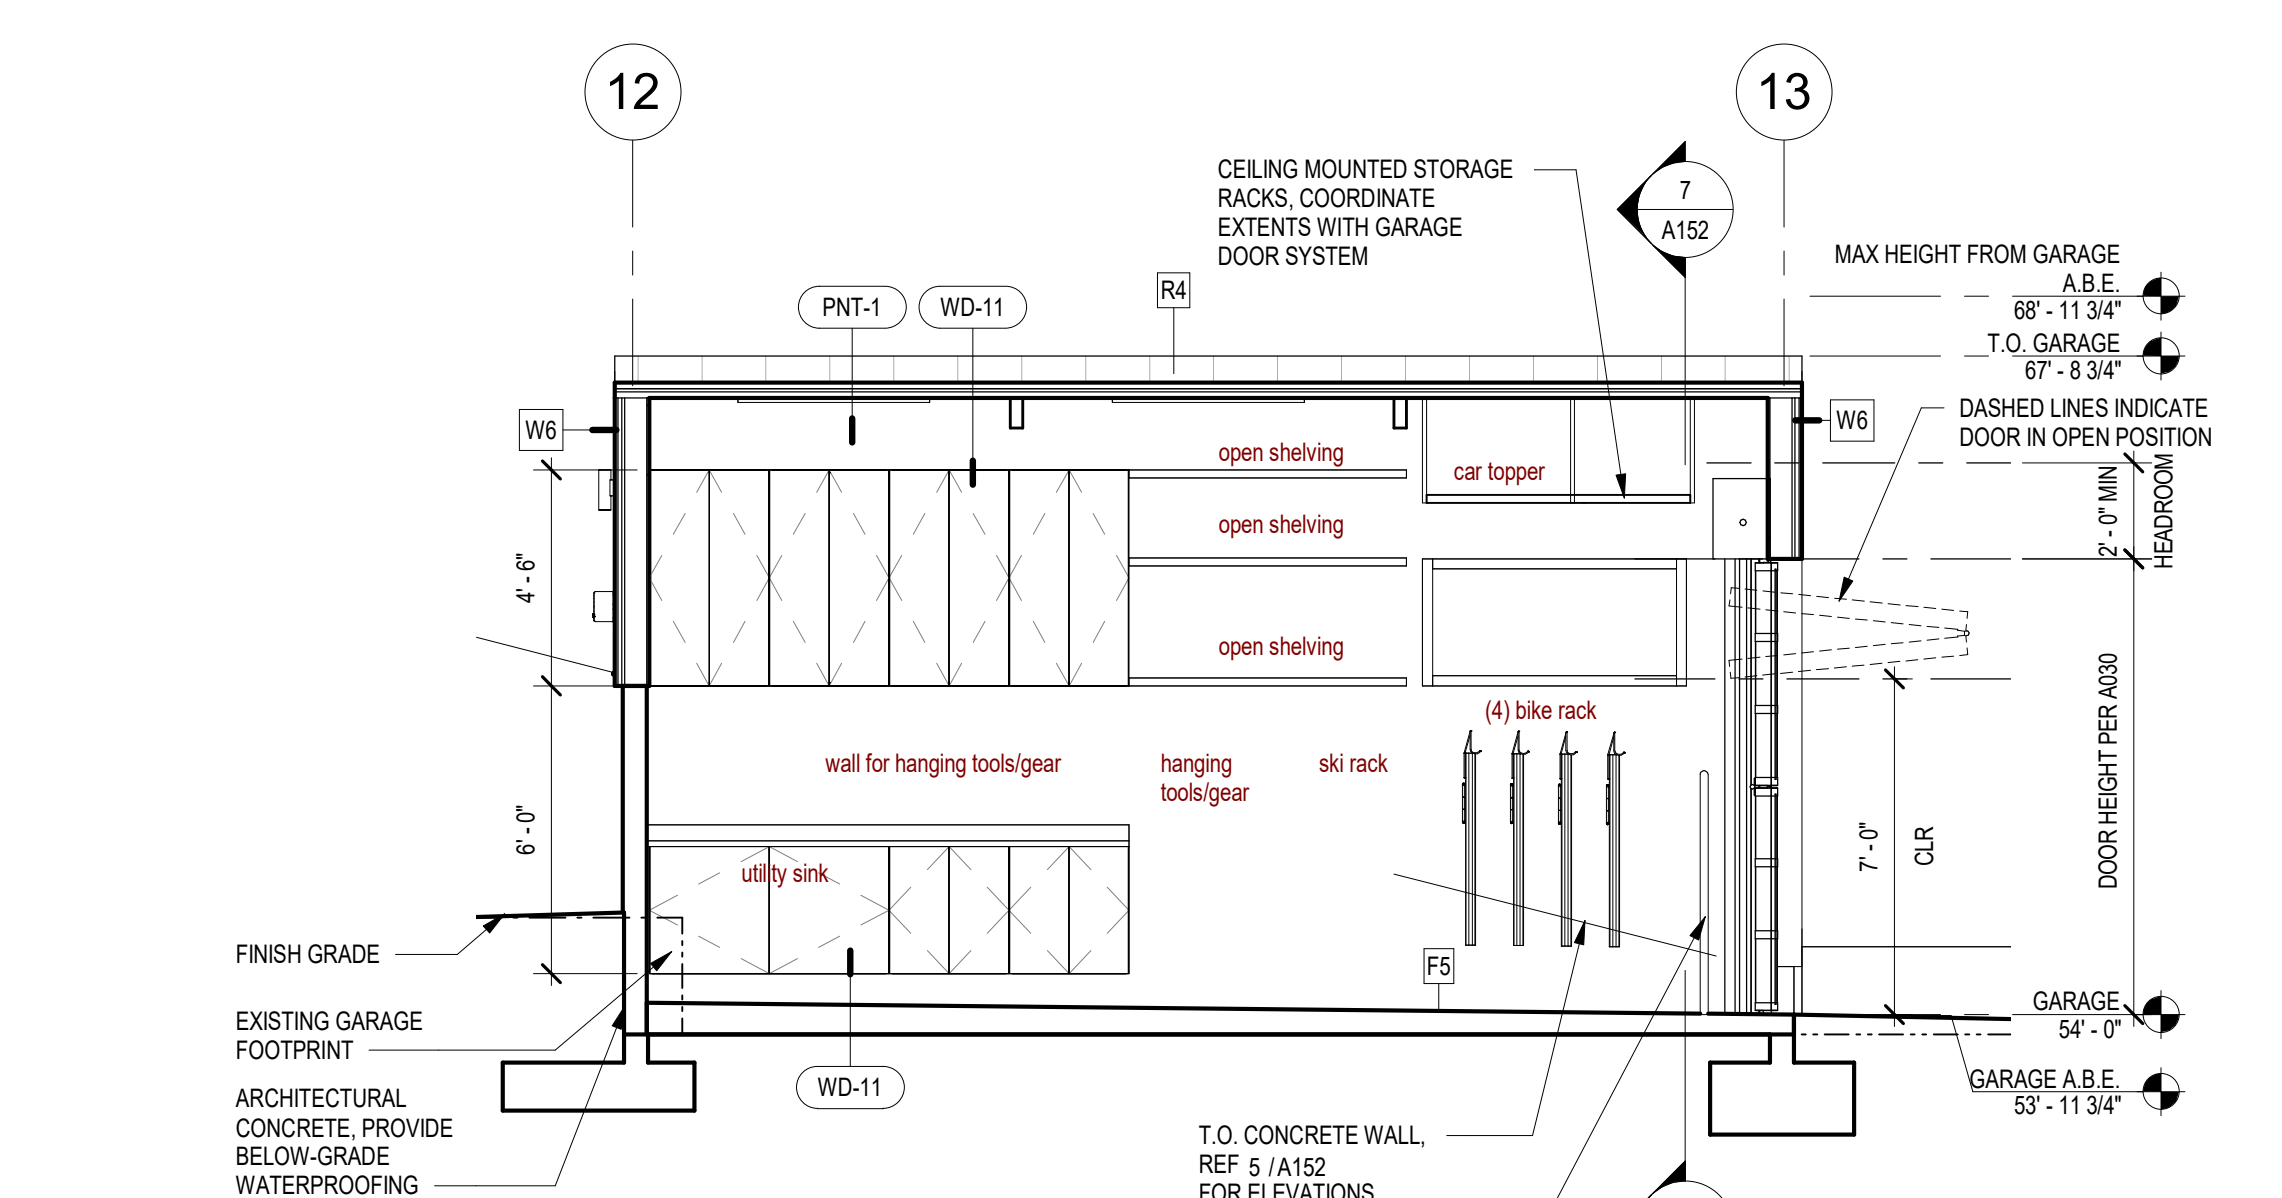 12
13
CEILING MOUNTED STORAGE
RACKS, COORDINATE
EXTENTS WITH GARAGE
DOOR SYSTEM
7
A152
MAX HEIGHT FROM GARAGE
A.B.E.
68' - 11 3/4"
T.O. GARAGE
67' - 8 3/4"
PNT-1
WD-11
R4
W6
W6
DASHED LINES INDICATE
DOOR IN OPEN POSITION
open shelving
car topper
open shelving
open shelving
2' - 0" MIN
HEADROOM
4' - 6"
(4) bike rack
wall for hanging tools/gear
hanging
tools/gear
ski rack
DOOR HEIGHT PER A030
6' - 0"
7' - 0"
CLR
utility sink
FINISH GRADE
F5
EXISTING GARAGE
FOOTPRINT
GARAGE
54' - 0"
WD-11
GARAGE A.B.E.
53' - 11 3/4"
ARCHITECTURAL
CONCRETE, PROVIDE
BELOW-GRADE
WATERPROOFING
T.O. CONCRETE WALL,
REF 5 / A152
FOR ELEVATIONS